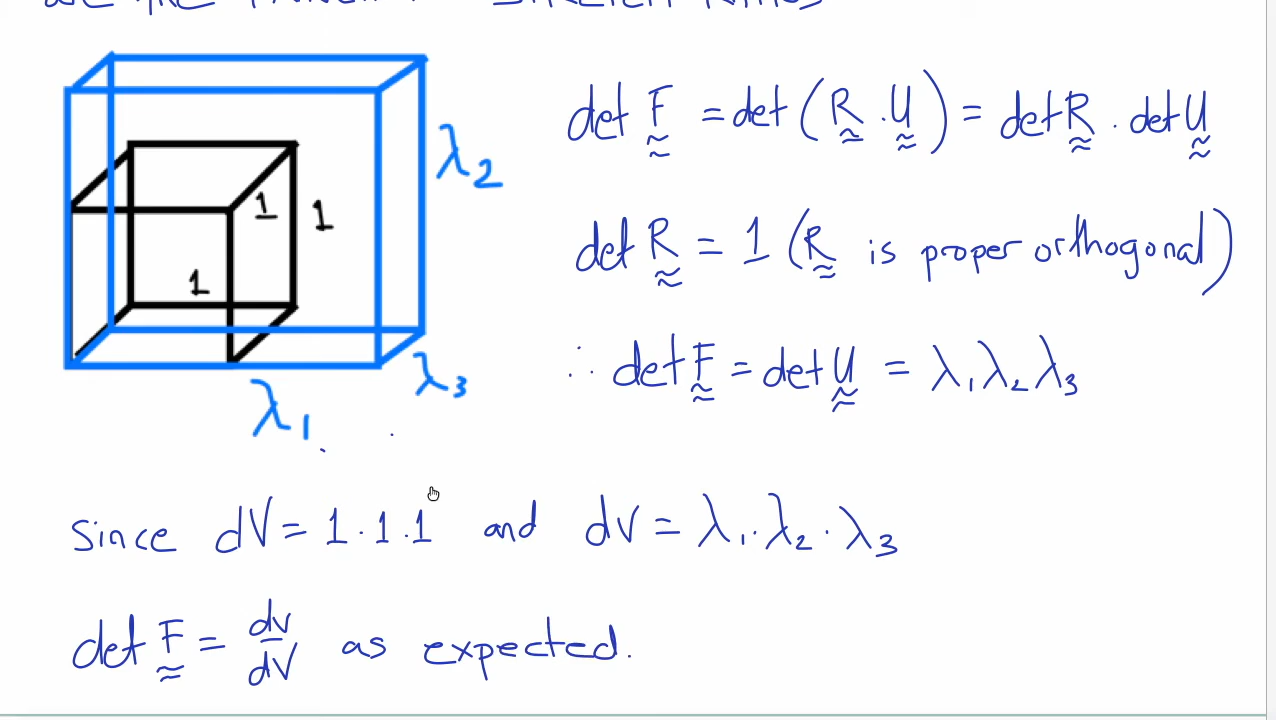 det F̰ = det (R̰ . Ṵ) = det R̰ . det Ṵ
det R̰ = 1 (R̰ is proper orthogonal)
∴ det F̰ = det Ṵ = λ₁λ₂λ₃
λ₂
1 1
1
λ₃
λ₁
since dV = 1 . 1 . 1 and dv = λ₁ . λ₂ . λ₃
det F̰ = dv/dV as expected.